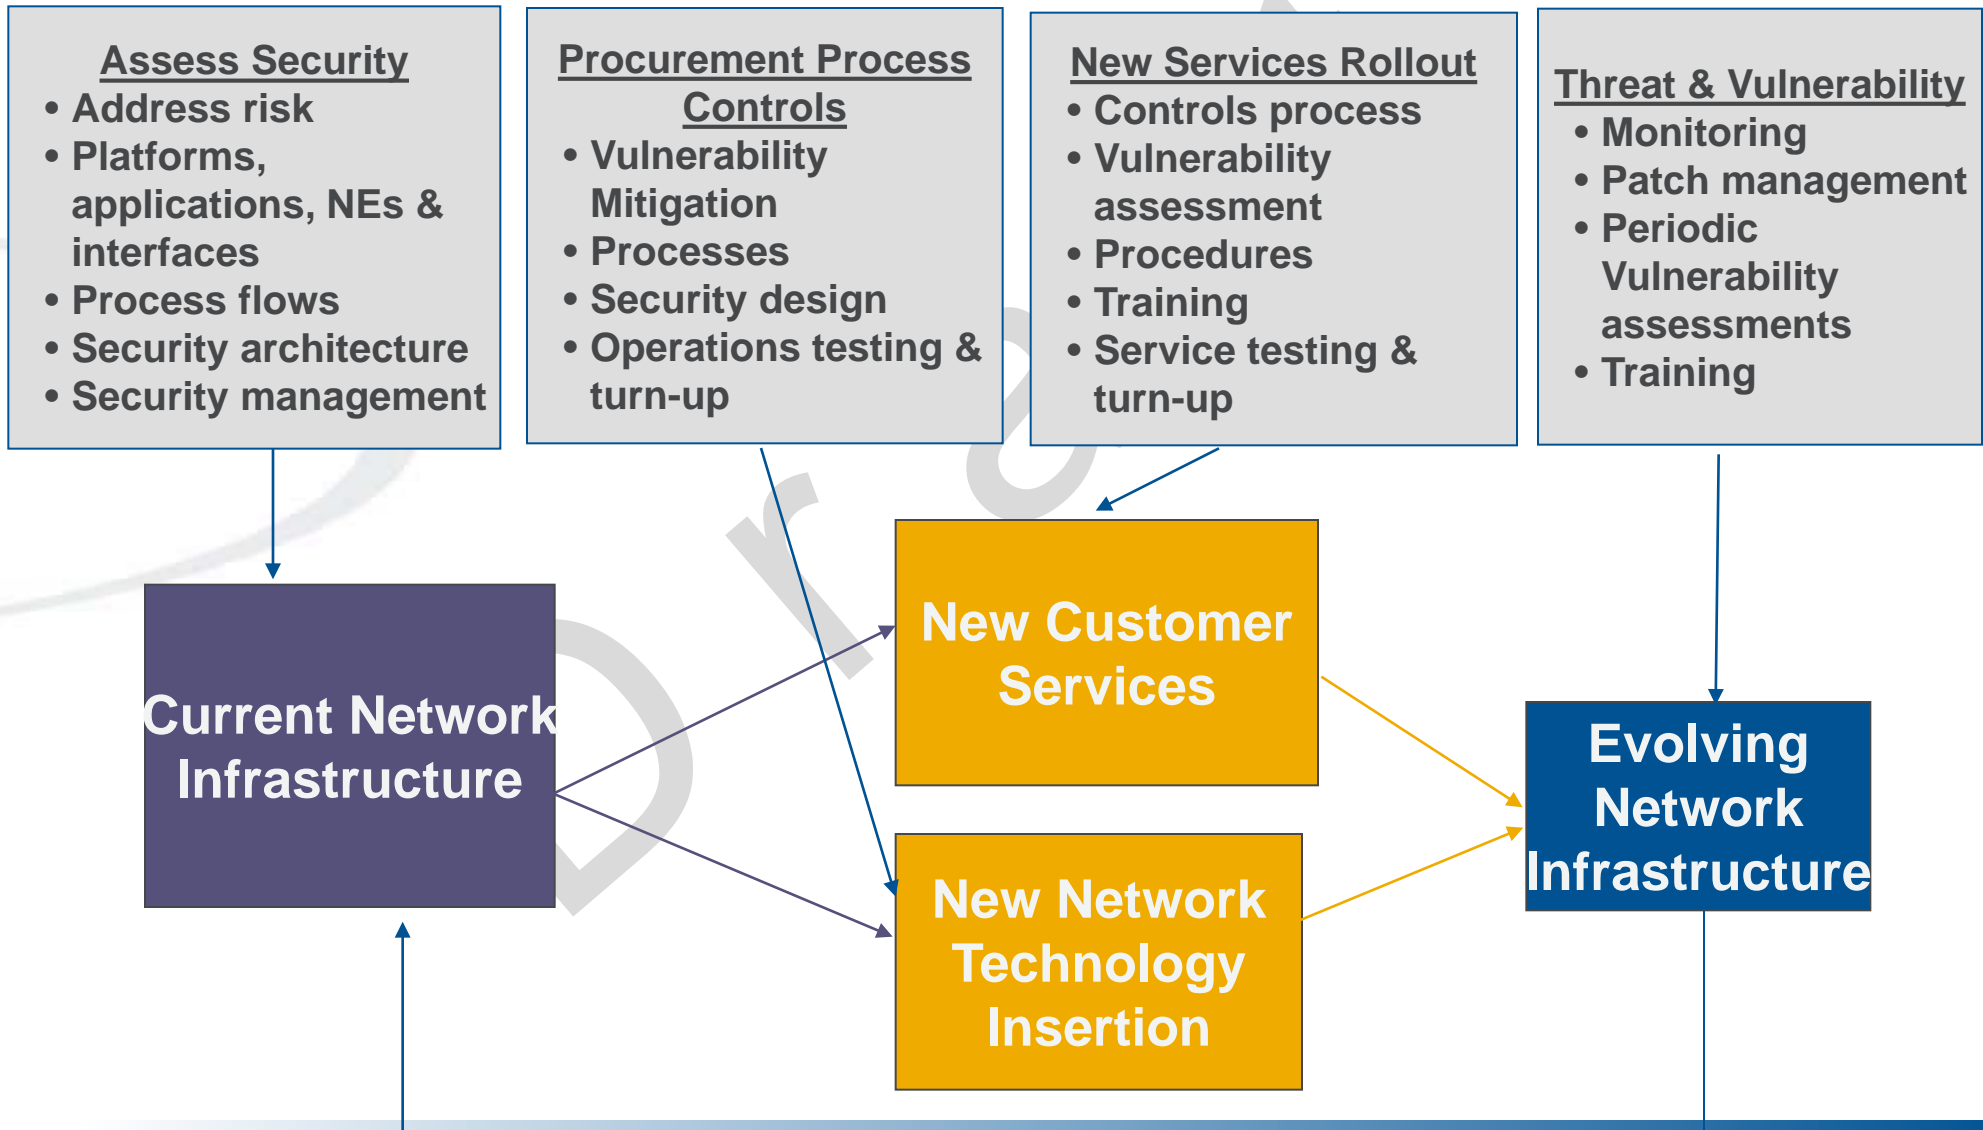 Assess Security
• Address risk
• Platforms,
applications, NEs &
interfaces
• Process flows
• Security architecture
• Security management
Procurement Process
Controls
• Vulnerability
Mitigation
• Processes
• Security design
• Operations testing &
turn-up
New Services Rollout
• Controls process
• Vulnerability
assessment
• Procedures
• Training
• Service testing &
turn-up
Threat & Vulnerability
• Monitoring
• Patch management
• Periodic
Vulnerability
assessments
• Training
Current Network
Infrastructure
New Customer
Services
New Network
Technology
Insertion
Evolving
Network
Infrastructure